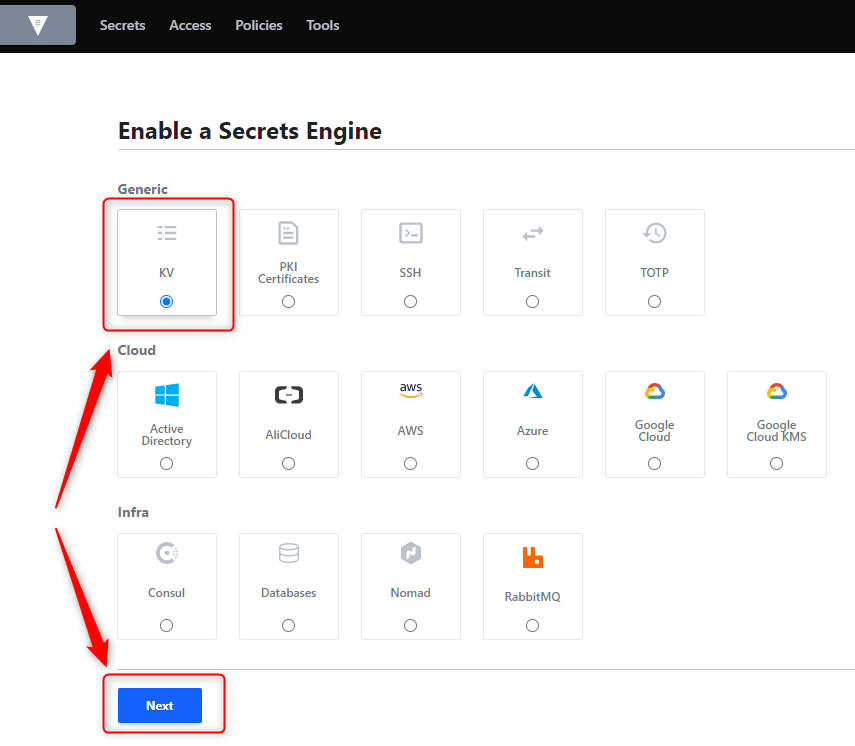 Secrets Access Policies Tools
Enable a Secrets Engine
Generic
KV
PKI
Certificates
SSH
Transit
TOTP
Cloud
Active
Directory
AliCloud
aws
AWS
Azure
Google
Cloud
Google
Cloud KMS
Infra
Consul
Databases
Nomad
RabbitMQ
Next